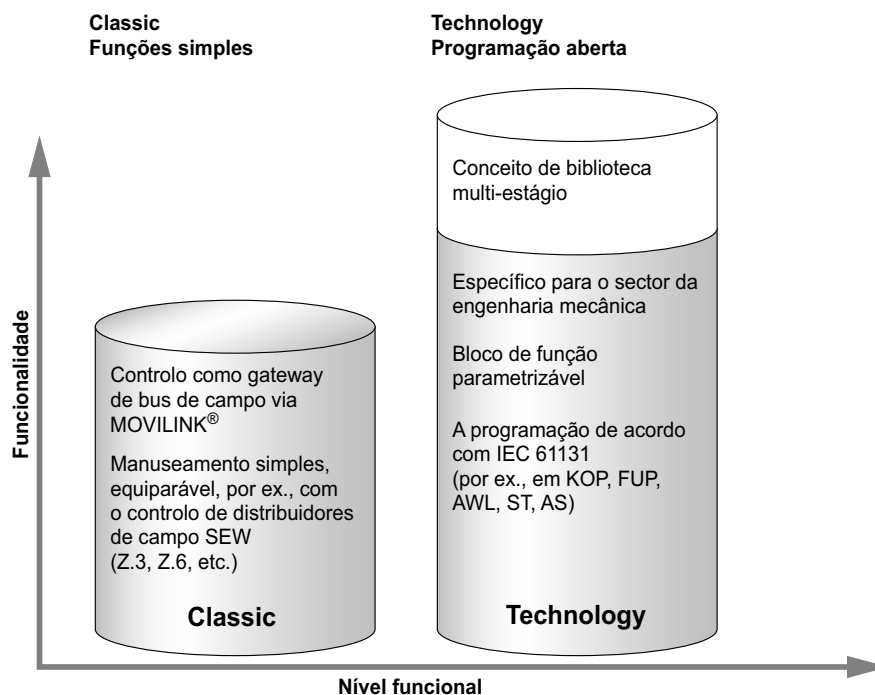 Classic
Funções simples
Technology
Programação aberta
Funcionalidade
Controlo como gateway
de bus de campo via
MOVILINK®
Manuseamento simples,
equiparável, por ex., com
o controlo de distribuidores
de campo SEW
(Z.3, Z.6, etc.)
Classic
Conceito de biblioteca
multi-estágio
Específico para o sector da
engenharia mecânica
Bloco de função
parametrizável
A programação de acordo
com IEC 61131
(por ex., em KOP, FUP,
AWL, ST, AS)
Technology
Nível funcional